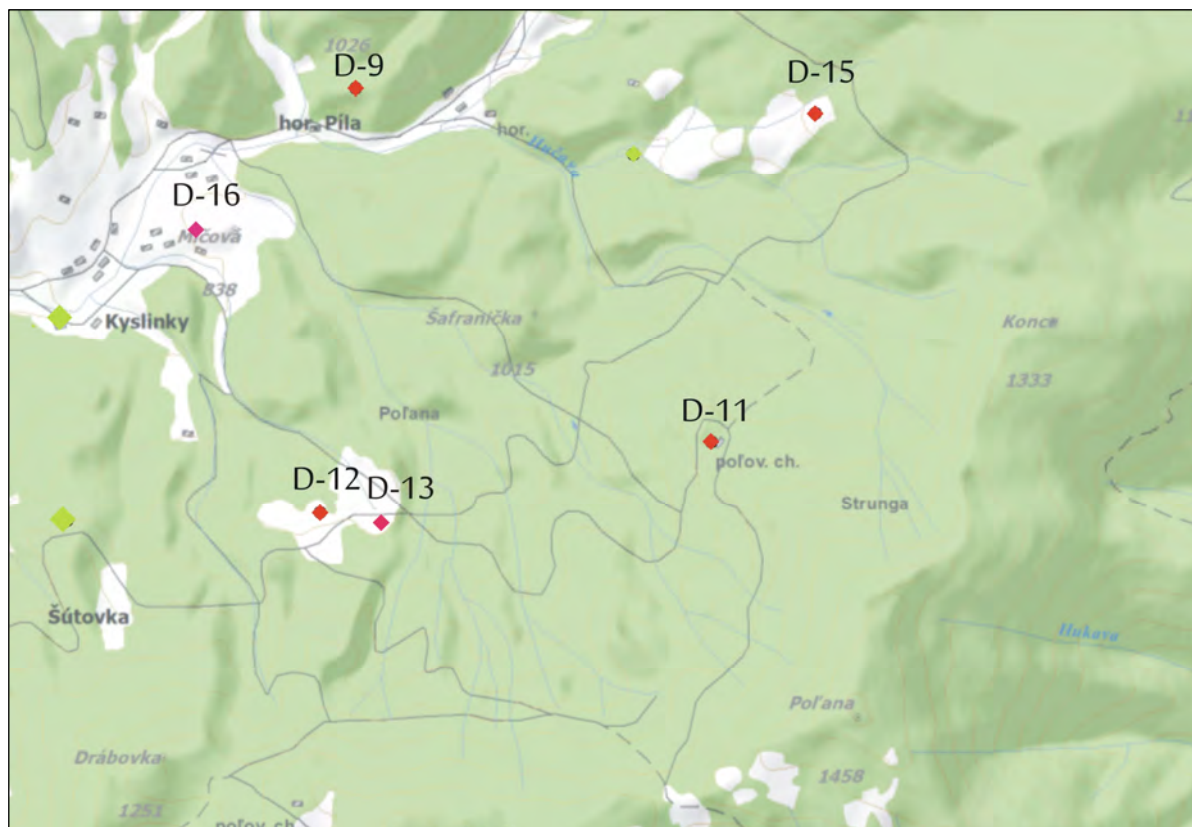 1026
D-9
D-15
hor. Píla
hor.
Hučava
D-16
Mičová
838
Kyslinky
Šafranička
1015
Konce
1333
Poľana
D-11
poľov. ch.
D-12
D-13
Strunga
Šútovka
Hukava
Poľana
Drábovka
1458
1251
poľov. ch.